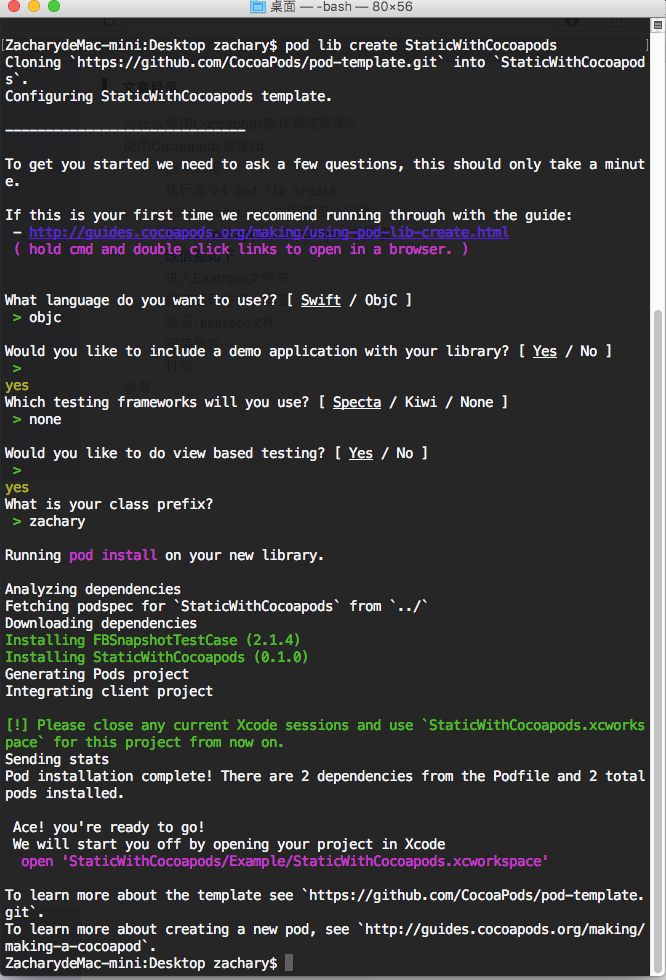 桌面 — -bash — 80×56
ZacharydeMac-mini:Desktop zachary$ pod lib create StaticWithCocoapods
Cloning `https://github.com/CocoaPods/pod-template.git` into `StaticWithCocoapod
s`.
Configuring StaticWithCocoapods template.
------------------------------
To get you started we need to ask a few questions, this should only take a minut
e.
If this is your first time we recommend running through with the guide:
- http://guides.cocoapods.org/making/using-pod-lib-create.html
( hold cmd and double click links to open in a browser. )
What language do you want to use?? [ Swift / ObjC ]
> objc
Would you like to include a demo application with your library? [ Yes / No ]
>
yes
Which testing frameworks will you use? [ Specta / Kiwi / None ]
> none
Would you like to do view based testing? [ Yes / No ]
>
yes
What is your class prefix?
> zachary
Running pod install on your new library.
Analyzing dependencies
Fetching podspec for `StaticWithCocoapods` from `../`
Downloading dependencies
Installing FBSnapshotTestCase (2.1.4)
Installing StaticWithCocoapods (0.1.0)
Generating Pods project
Integrating client project
[!] Please close any current Xcode sessions and use `StaticWithCocoapods.xcworks
pace` for this project from now on.
Sending stats
Pod installation complete! There are 2 dependencies from the Podfile and 2 total
pods installed.
Ace! you're ready to go!
We will start you off by opening your project in Xcode
open 'StaticWithCocoapods/Example/StaticWithCocoapods.xcworkspace'
To learn more about the template see `https://github.com/CocoaPods/pod-template.
git`.
To learn more about creating a new pod, see `http://guides.cocoapods.org/making/
making-a-cocoapod`.
ZacharydeMac-mini:Desktop zachary$